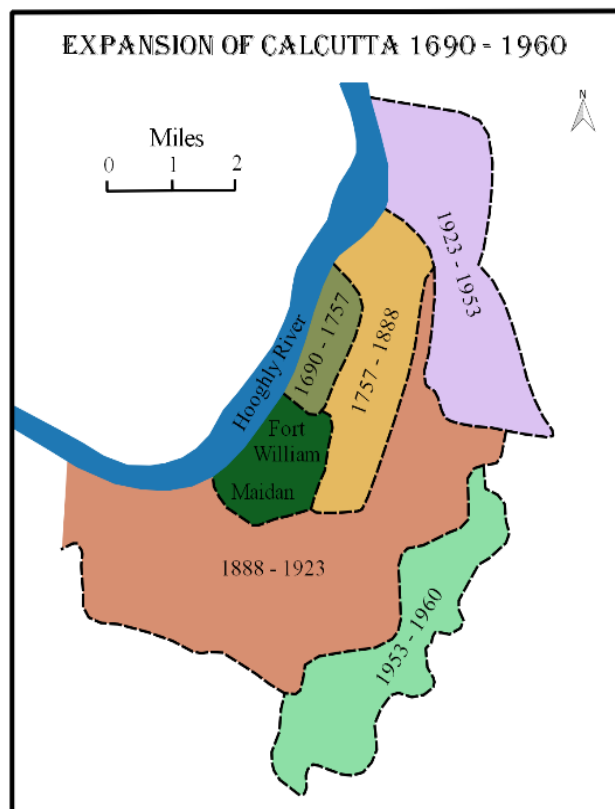 EXPANSION OF CALCUTTA 1690 - 1960
N
Miles
0 1 2
1923 - 1953
Hooghly River
1690 - 1757
1757 - 1888
Fort
William
Maidan
1888 - 1923
1953 - 1960